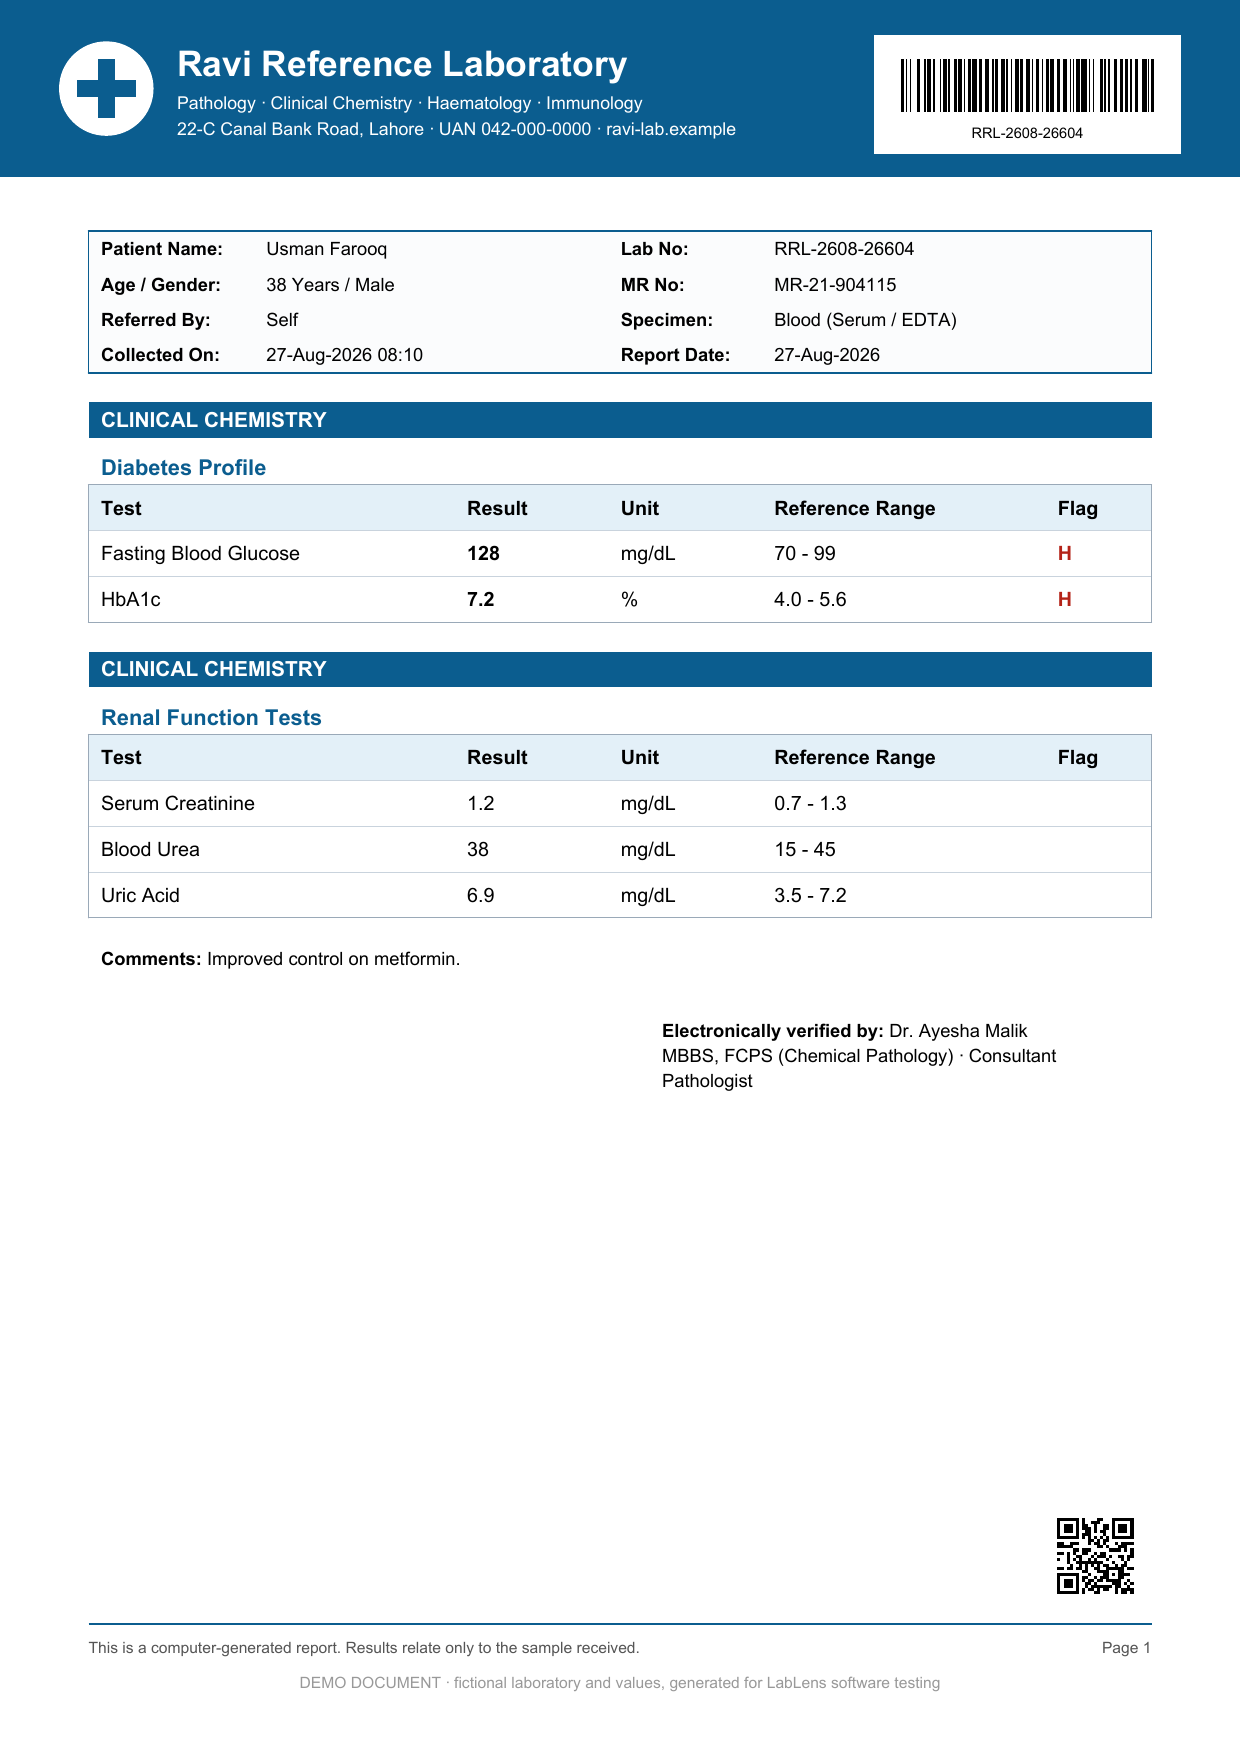 Ravi Reference Laboratory
Pathology · Clinical Chemistry · Haematology · Immunology
22-C Canal Bank Road, Lahore · UAN 042-000-0000 · ravi-lab.example
RRL-2608-26604
Patient Name: Usman Farooq Lab No: RRL-2608-26604
Age / Gender: 38 Years / Male MR No: MR-21-904115
Referred By: Self Specimen: Blood (Serum / EDTA)
Collected On: 27-Aug-2026 08:10 Report Date: 27-Aug-2026
CLINICAL CHEMISTRY
Diabetes Profile
Test Result Unit Reference Range Flag
Fasting Blood Glucose 128 mg/dL 70 - 99 H
HbA1c 7.2 % 4.0 - 5.6 H
CLINICAL CHEMISTRY
Renal Function Tests
Test Result Unit Reference Range Flag
Serum Creatinine 1.2 mg/dL 0.7 - 1.3
Blood Urea 38 mg/dL 15 - 45
Uric Acid 6.9 mg/dL 3.5 - 7.2
Comments: Improved control on metformin.
Electronically verified by: Dr. Ayesha Malik
MBBS, FCPS (Chemical Pathology) · Consultant
Pathologist
This is a computer-generated report. Results relate only to the sample received. Page 1
DEMO DOCUMENT · fictional laboratory and values, generated for LabLens software testing